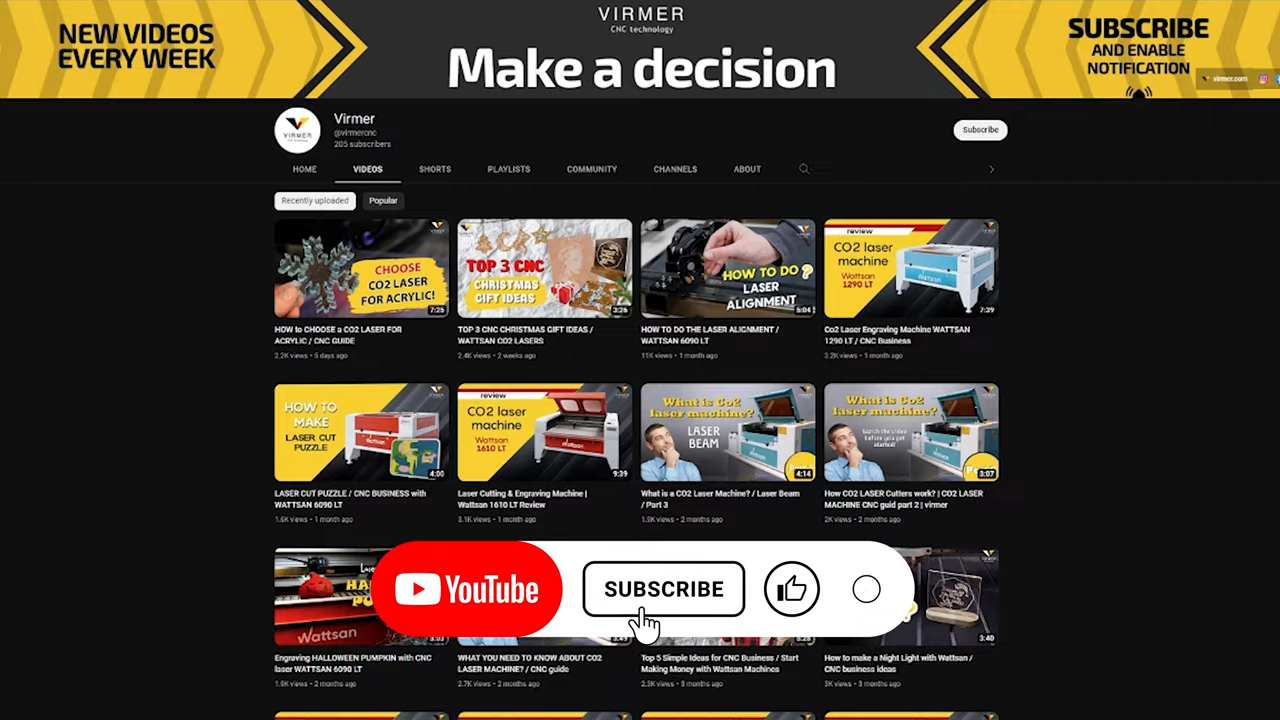 NEW VIDEOS
EVERY WEEK
VIRMER
CNC technology
Make a decision
SUBSCRIBE
AND ENABLE
NOTIFICATION
virmer.com
Virmer
@virmercnc
205 subscribers
Subscribe
HOME VIDEOS SHORTS PLAYLISTS COMMUNITY CHANNELS ABOUT
Recently uploaded Popular
CHOOSE
CO2 LASER
FOR ACRYLIC!
7:25
TOP 3 CNC
CHRISTMAS
GIFT IDEAS
3:26
HOW TO DO ?
LASER
ALIGNMENT
5:04
review
CO2 laser
machine
Wattsan
1290 LT
7:39
HOW to CHOOSE a CO2 LASER FOR
ACRYLIC / CNC GUIDE
2.2K views • 5 days ago
TOP 3 CNC CHRISTMAS GIFT IDEAS /
WATTSAN CO2 LASERS
2.4K views • 2 weeks ago
HOW TO DO THE LASER ALIGNMENT /
WATTSAN 6090 LT
11K views • 1 month ago
Co2 Laser Engraving Machine WATTSAN
1290 LT / CNC Business
3.2K views • 1 month ago
HOW TO
MAKE
LASER CUT
PUZZLE
4:00
review
CO2 laser
machine
Wattsan
1610 LT
9:39
What is Co2
laser machine?
LASER
BEAM
4:14
What is Co2
laser machine?
Watch the video
before you get
started!
3:07
LASER CUT PUZZLE / CNC BUSINESS with
WATTSAN 6090 LT
1.6K views • 1 month ago
Laser Cutting & Engraving Machine |
Wattsan 1610 LT Review
3.1K views • 1 month ago
What is a CO2 Laser Machine? / Laser Beam
/ Part 3
1.9K views • 2 months ago
How CO2 LASER Cutters work? | CO2 LASER
MACHINE CNC guid part 2 | virmer
2K views • 2 months ago
YouTube
SUBSCRIBE
Wattsan
3:40
Engraving HALLOWEEN PUMPKIN with CNC
laser WATTSAN 6090 LT
1.9K views • 2 months ago
WHAT YOU NEED TO KNOW ABOUT CO2
LASER MACHINE? / CNC guide
2.7K views • 2 months ago
Top 5 Simple Ideas for CNC Business / Start
Making Money with Wattsan Machines
2.3K views • 3 months ago
How to make a Night Light with Wattsan /
CNC business ideas
3K views • 3 months ago